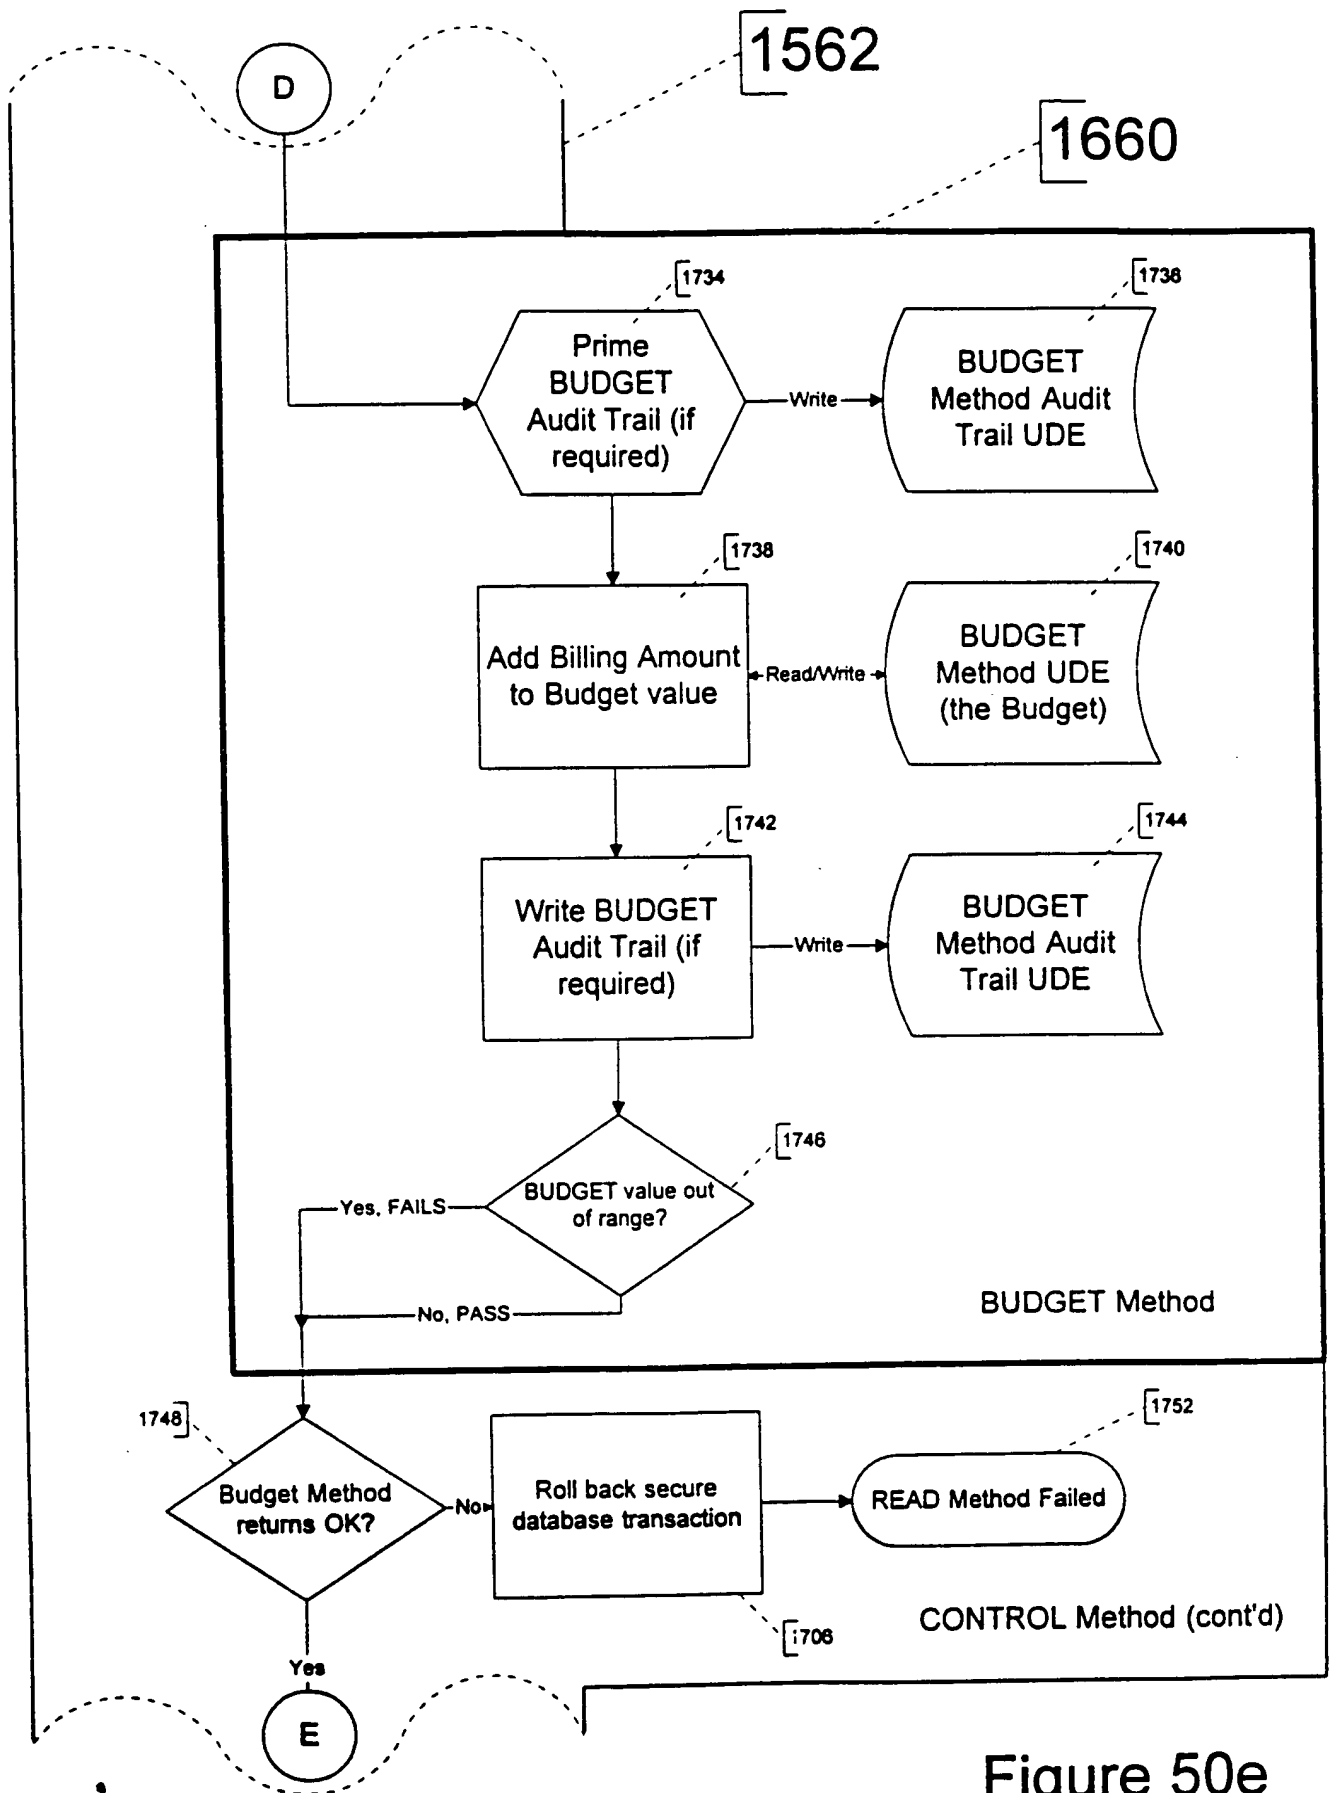 1562
D
1660
1734
1736
Prime
BUDGET
Audit Trail (if
required)
Write
BUDGET
Method Audit
Trail UDE
1738
1740
Add Billing Amount
to Budget value
Read/Write
BUDGET
Method UDE
(the Budget)
1742
1744
Write BUDGET
Audit Trail (if
required)
Write
BUDGET
Method Audit
Trail UDE
1746
BUDGET value out
of range?
Yes, FAILS
No, PASS
BUDGET Method
1748
1752
Budget Method
returns OK?
No
Roll back secure
database transaction
READ Method Failed
1706
CONTROL Method (cont'd)
Yes
E
Figure 50e